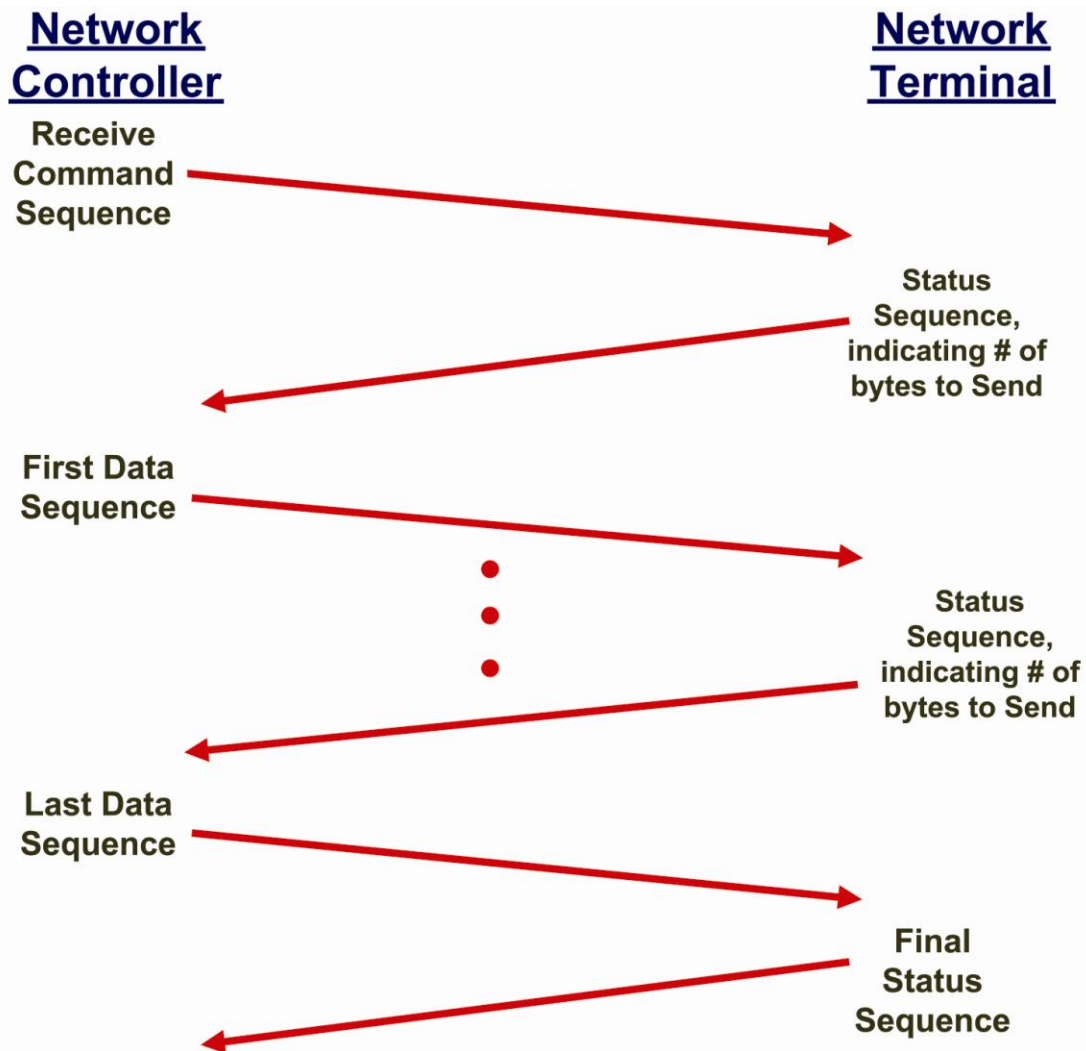 Network
Controller
Network
Terminal
Receive
Command
Sequence
Status
Sequence,
indicating # of
bytes to Send
First Data
Sequence
Status
Sequence,
indicating # of
bytes to Send
Last Data
Sequence
Final
Status
Sequence